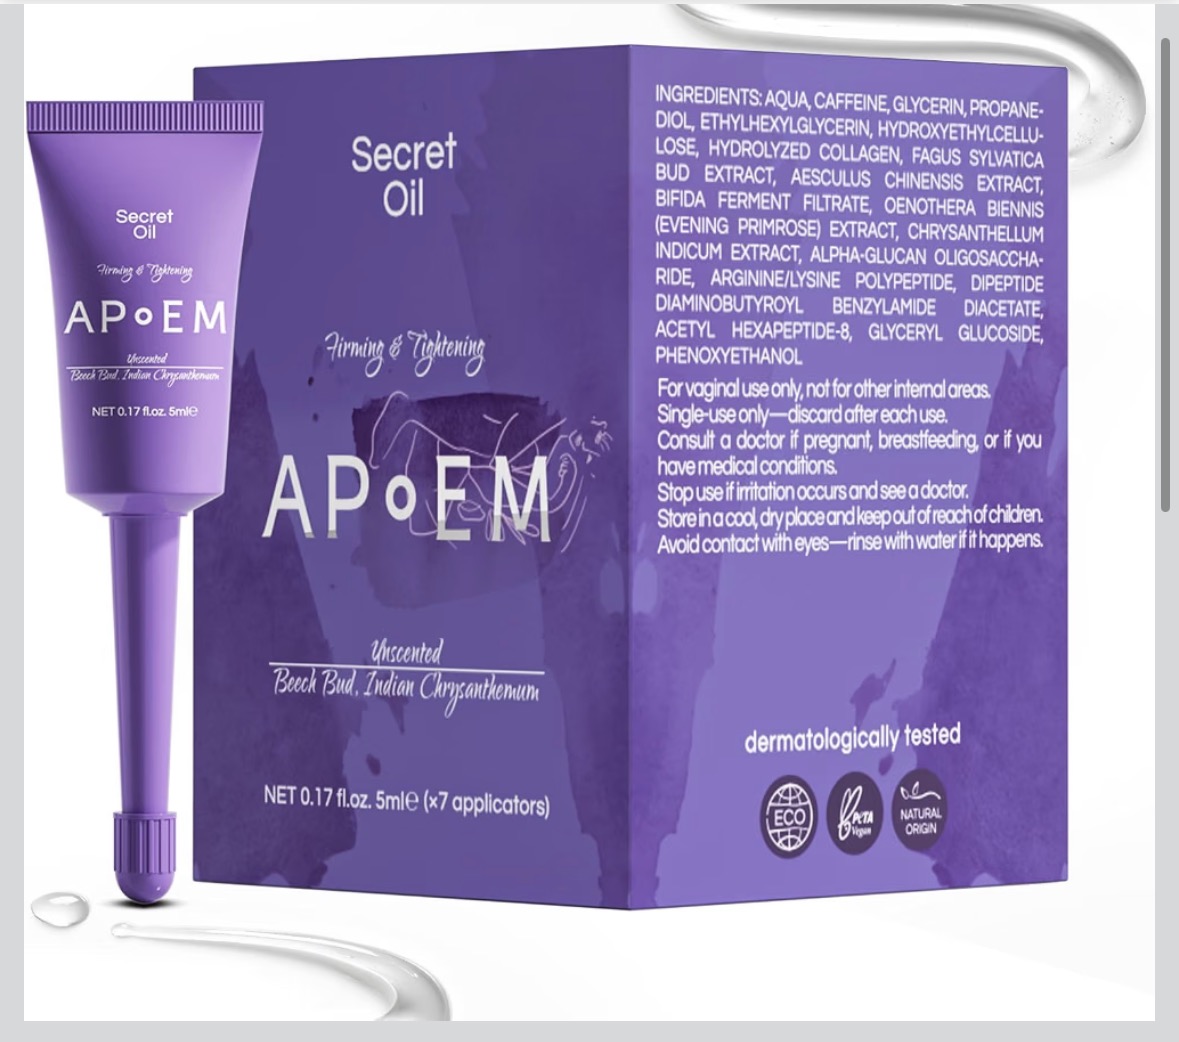 Secret
Oil
Firming & Tightening
APoEM
Unscented
Beech Bud, Indian Chrysanthemum
NET 0.17 fl.oz. 5ml℮
Secret
Oil
Firming & Tightening
APoEM
Unscented
Beech Bud, Indian Chrysanthemum
NET 0.17 fl.oz. 5ml℮ (×7 applicators)
INGREDIENTS: AQUA, CAFFEINE, GLYCERIN, PROPANE-
DIOL, ETHYLHEXYLGLYCERIN, HYDROXYETHYLCELLU-
LOSE, HYDROLYZED COLLAGEN, FAGUS SYLVATICA
BUD EXTRACT, AESCULUS CHINENSIS EXTRACT,
BIFIDA FERMENT FILTRATE, OENOTHERA BIENNIS
(EVENING PRIMROSE) EXTRACT, CHRYSANTHELLUM
INDICUM EXTRACT, ALPHA-GLUCAN OLIGOSACCHA-
RIDE, ARGININE/LYSINE POLYPEPTIDE, DIPEPTIDE
DIAMINOBUTYROYL BENZYLAMIDE DIACETATE,
ACETYL HEXAPEPTIDE-8, GLYCERYL GLUCOSIDE,
PHENOXYETHANOL
For vaginal use only, not for other internal areas.
Single-use only—discard after each use.
Consult a doctor if pregnant, breastfeeding, or if you
have medical conditions.
Stop use if irritation occurs and see a doctor.
Store in a cool, dry place and keep out of reach of children.
Avoid contact with eyes—rinse with water if it happens.
dermatologically tested
ECO
PeTA
Vegan
NATURAL
ORIGIN